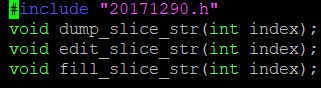 #include "20171290.h"
void dump_slice_str(int index);
void edit_slice_str(int index);
void fill_slice_str(int index);